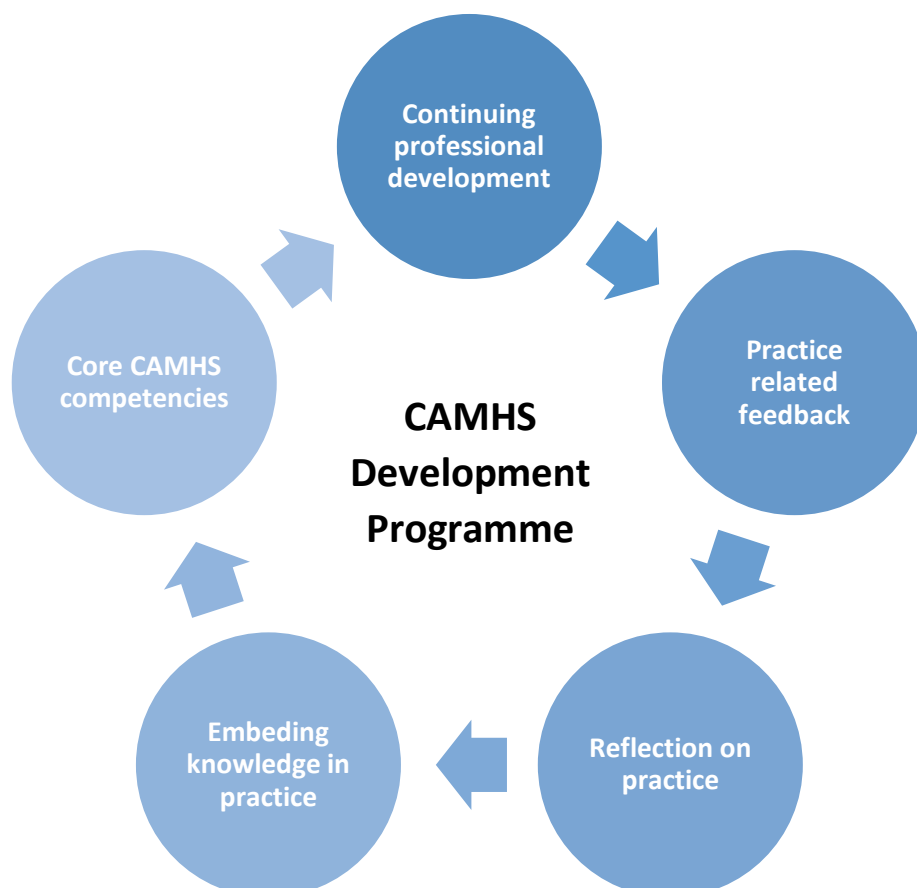 Continuing
professional
development
Practice
related
feedback
Reflection on
practice
Embeding
knowledge in
practice
Core CAMHS
competencies
CAMHS
Development
Programme